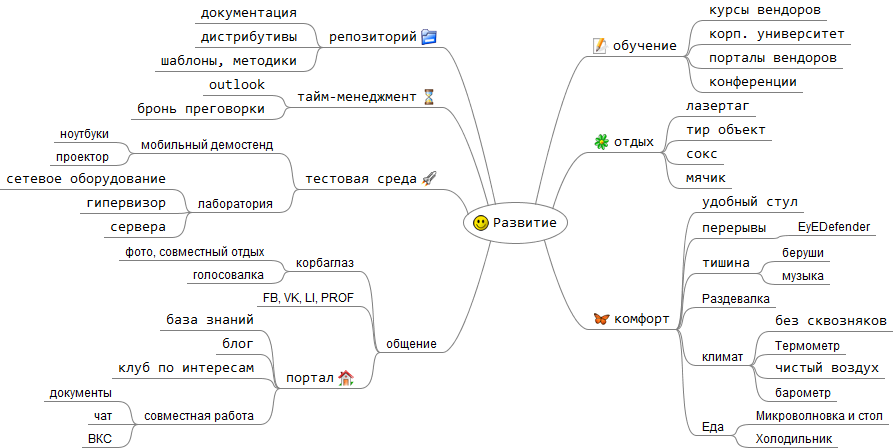 Развитие
репозиторий
документация
дистрибутивы
шаблоны, методики
тайм-менеджмент
outlook
бронь преговорки
тестовая среда
мобильный демостенд
ноутбуки
проектор
лаборатория
сетевое оборудование
гипервизор
сервера
общение
корбаглаз
фото, совместный отдых
голосовалка
FB, VK, LI, PROF
портал
база знаний
блог
клуб по интересам
совместная работа
документы
чат
ВКС
обучение
курсы вендоров
корп. университет
порталы вендоров
конференции
отдых
лазертаг
тир объект
сокс
мячик
комфорт
удобный стул
перерывы
EyEDefender
тишина
беруши
музыка
Раздевалка
климат
без сквозняков
Термометр
чистый воздух
барометр
Еда
Микроволновка и стол
Холодильник